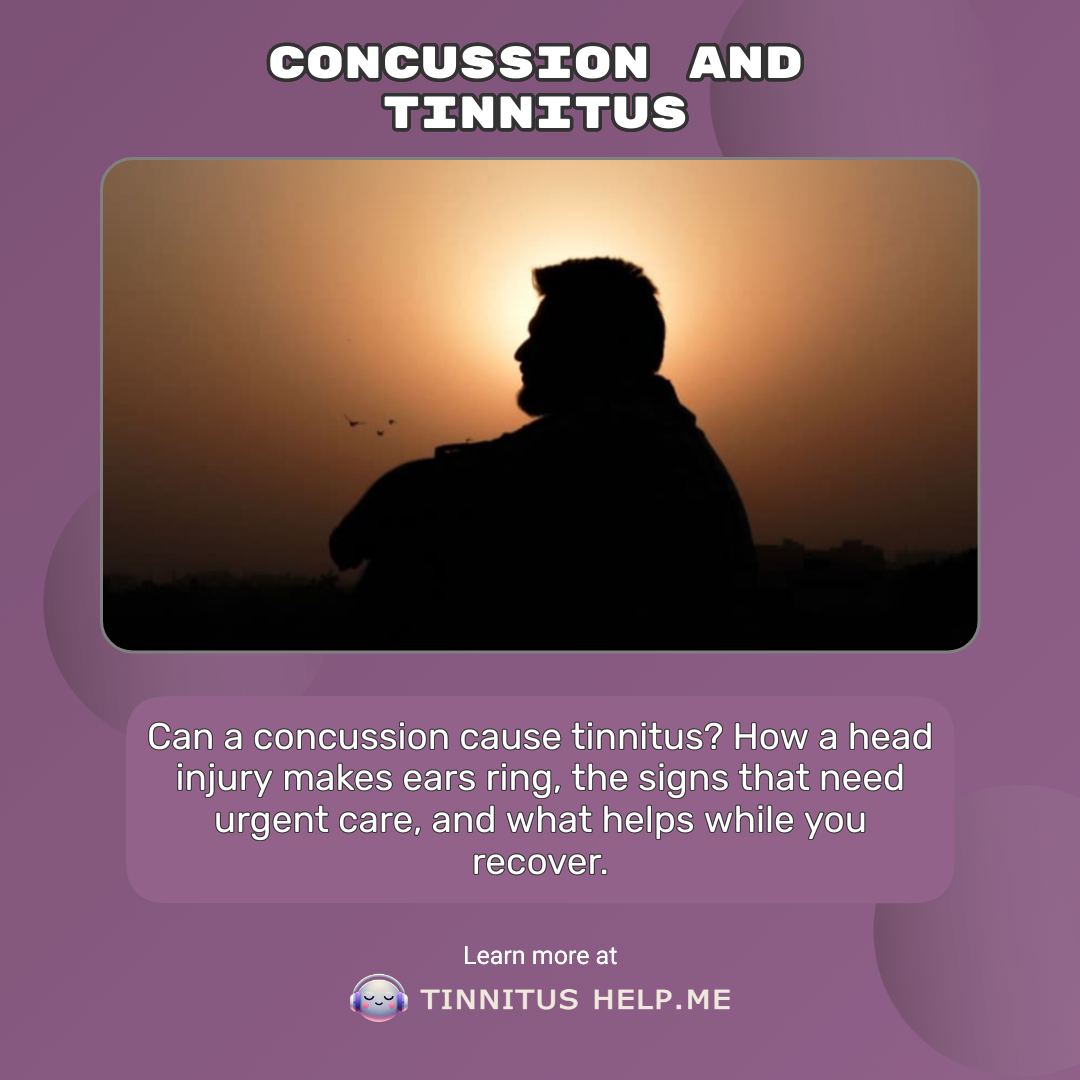 CONCUSSION AND
TINNITUS
Can a concussion cause tinnitus? How a head
injury makes ears ring, the signs that need
urgent care, and what helps while you
recover.
Learn more at
TINNITUS HELP.ME